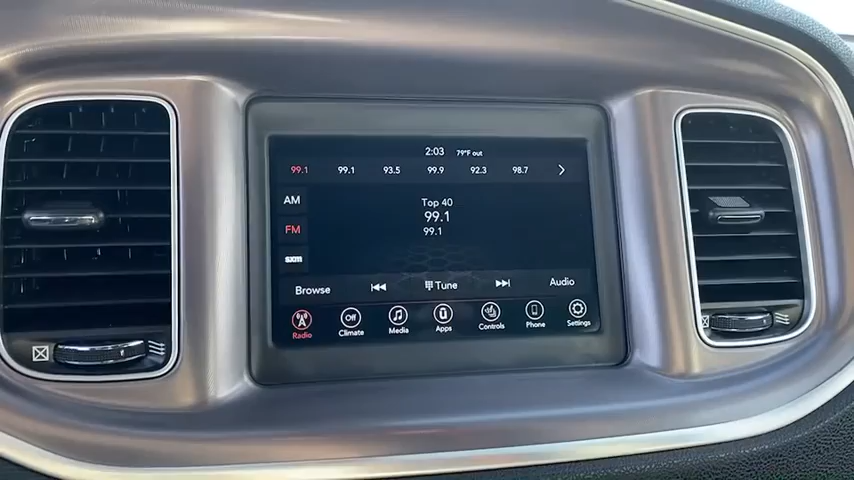 2:03 79°F out
99.1 99.1 93.5 99.9 92.3 98.7
AM
FM
sxm
Top 40
99.1
99.1
Browse Tune Audio
Radio Off Climate Media Apps Controls Phone Settings